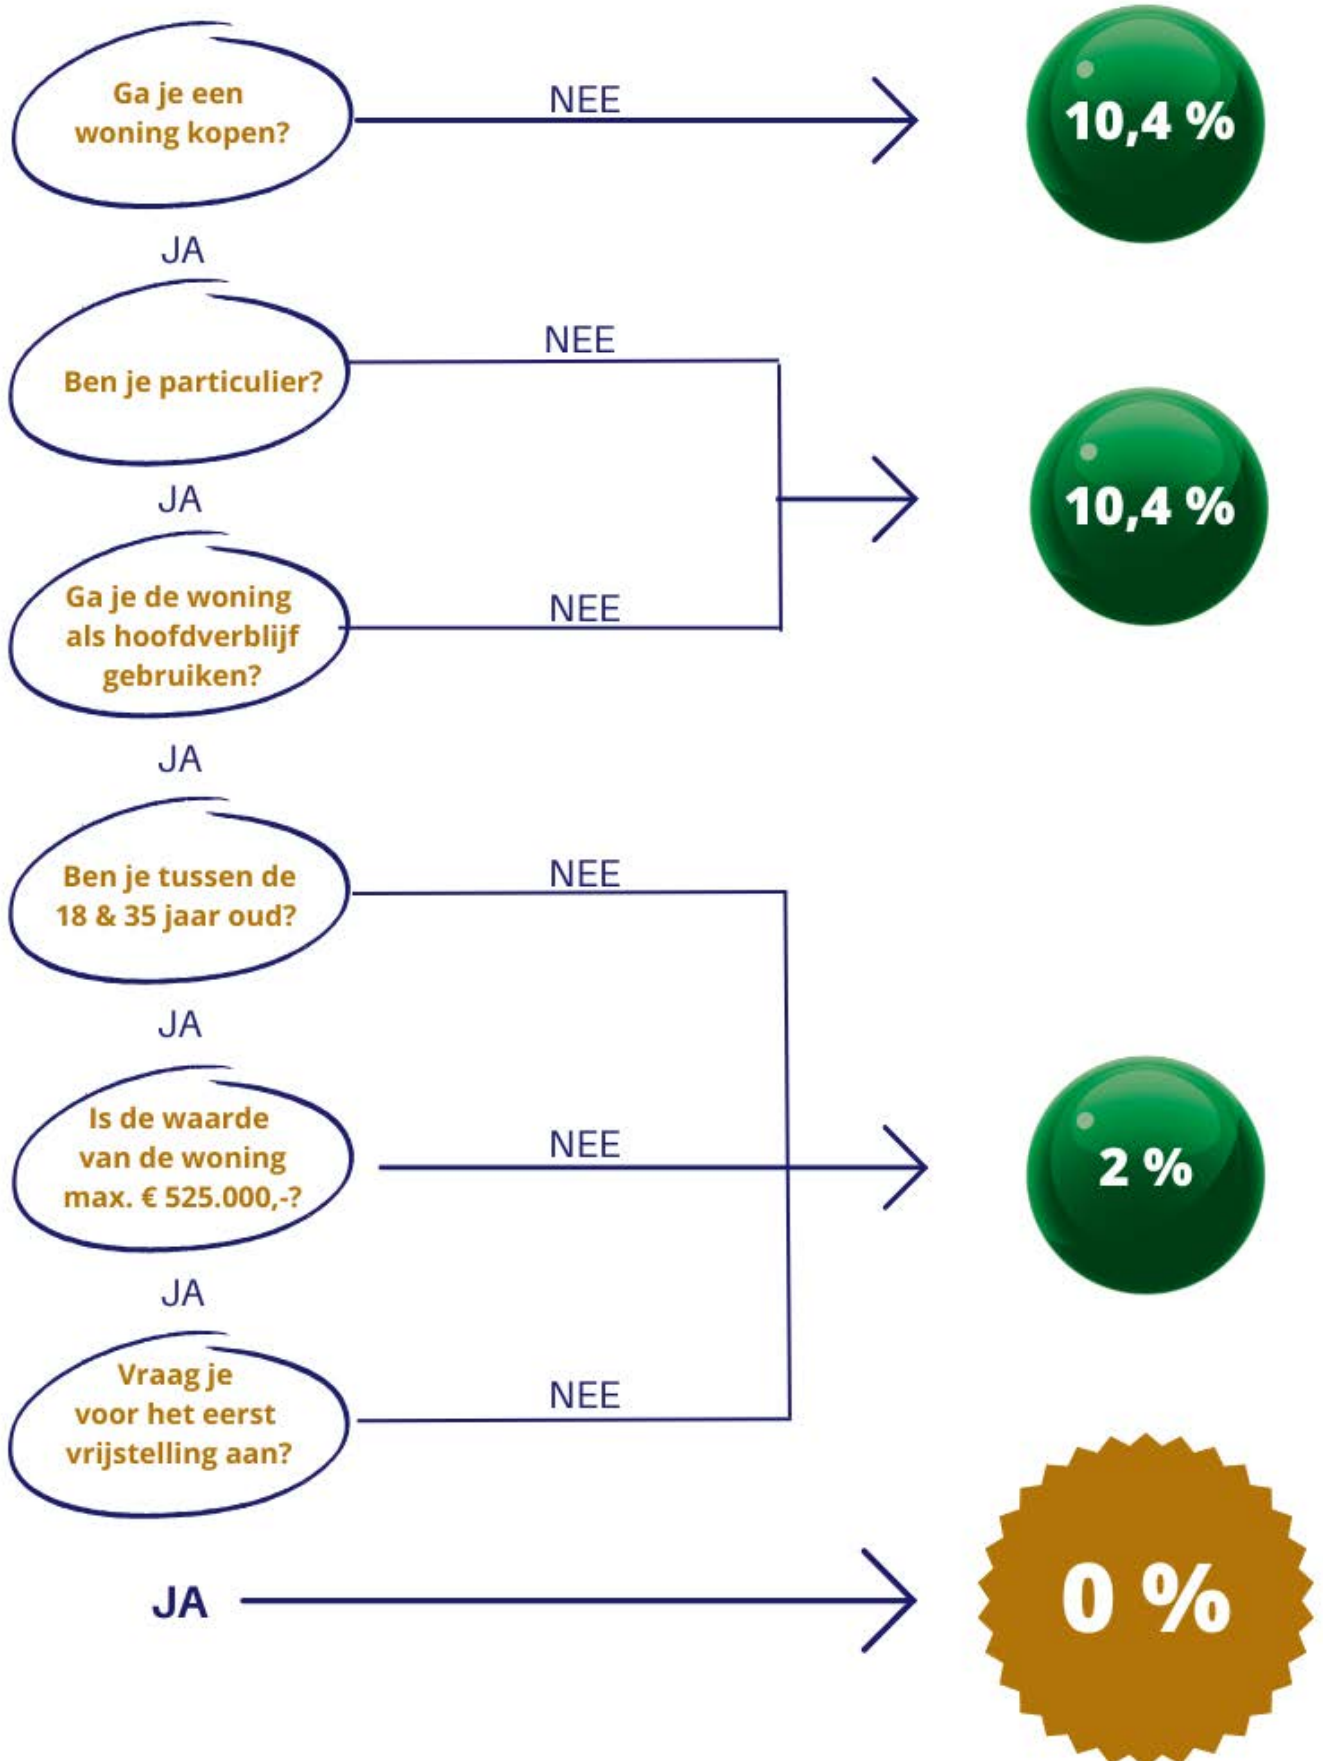 Ga je een
woning kopen?
NEE
10,4 %
JA
Ben je particulier?
NEE
10,4 %
JA
Ga je de woning
als hoofdverblijf
gebruiken?
NEE
JA
Ben je tussen de
18 & 35 jaar oud?
NEE
JA
Is de waarde
van de woning
max. € 525.000,-?
NEE
2 %
JA
Vraag je
voor het eerst
vrijstelling aan?
NEE
JA
0 %